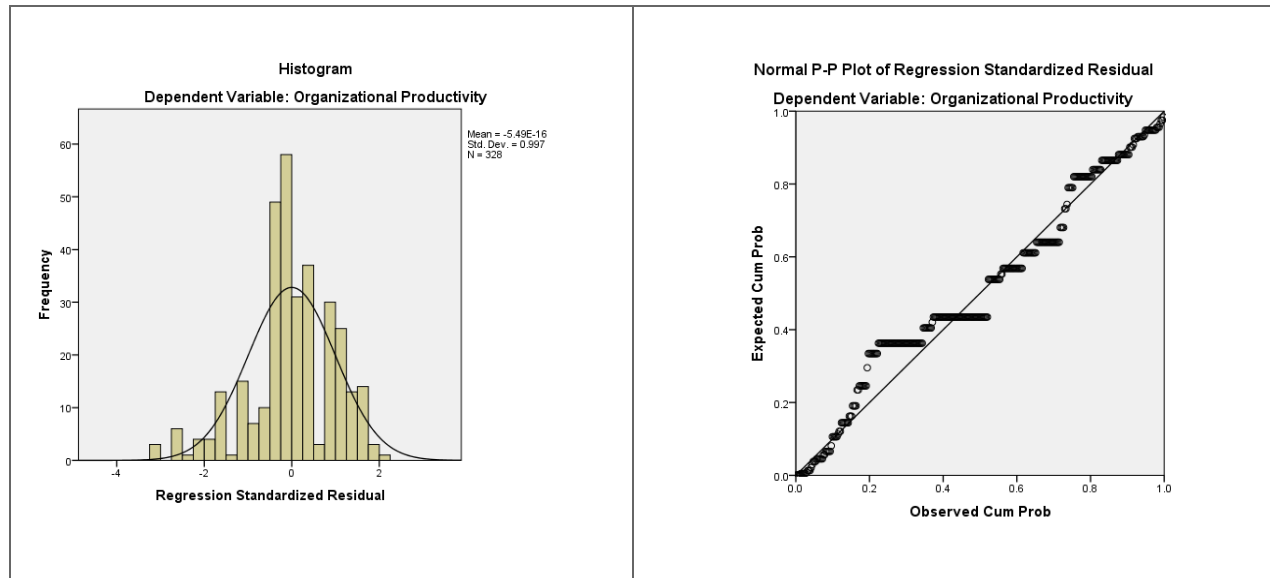 Histogram
Dependent Variable: Organizational Productivity
Mean = -5.49E-16
Std. Dev. = 0.997
N = 328
Frequency
60
50
40
30
20
10
0
-4
-2
0
2
Regression Standardized Residual
Normal P-P Plot of Regression Standardized Residual
Dependent Variable: Organizational Productivity
Expected Cum Prob
1.0
0.8
0.6
0.4
0.2
0.0
0.0
0.2
0.4
0.6
0.8
1.0
Observed Cum Prob